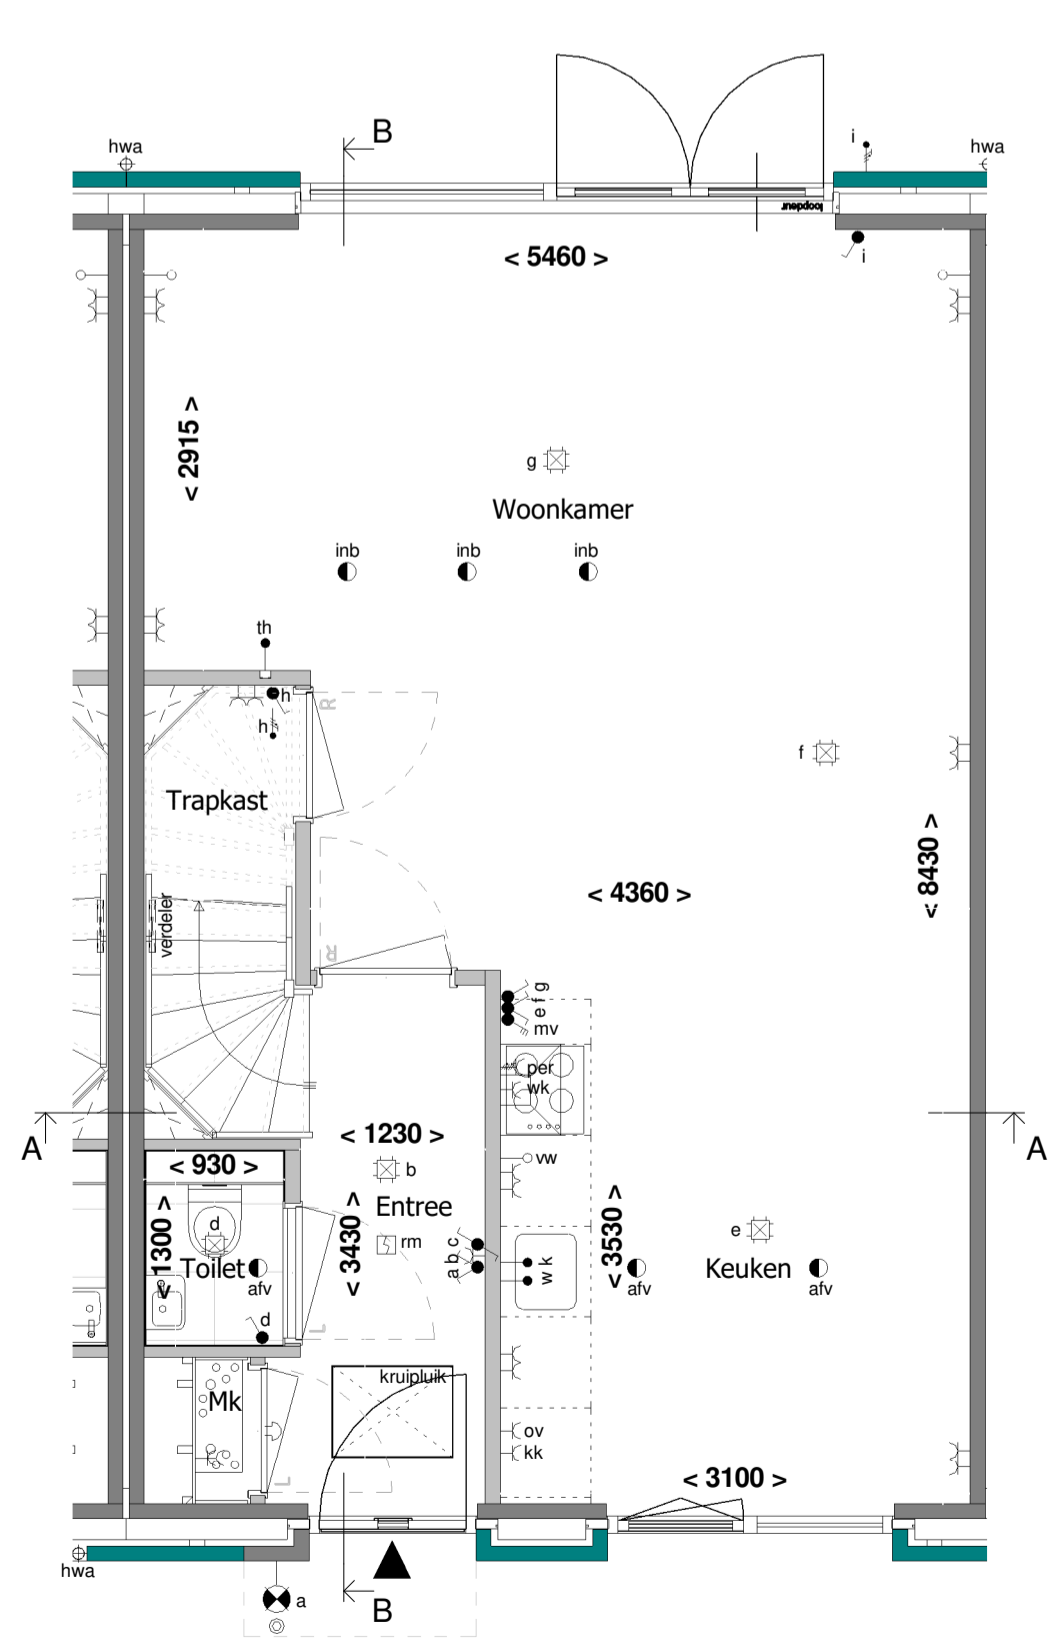 B
hwa
i
hwa
loopdeur
< 5460 >
i
< 2915 >
g
Woonkamer
inb
inb
inb
th
h
h
R
f
Trapkast
< 8430 >
< 4360 >
verdeler
R
e f g
mv
per
wk
A
A
< 1230 >
< 930 >
b
vw
Entree
< 1300 >
d
< 3430 >
rm
a b c
w k
< 3530 >
e
Toilet
Keuken
afv
afv
afv
d
L
kruipluik
Mk
ov
kk
L
< 3100 >
hwa
a
B